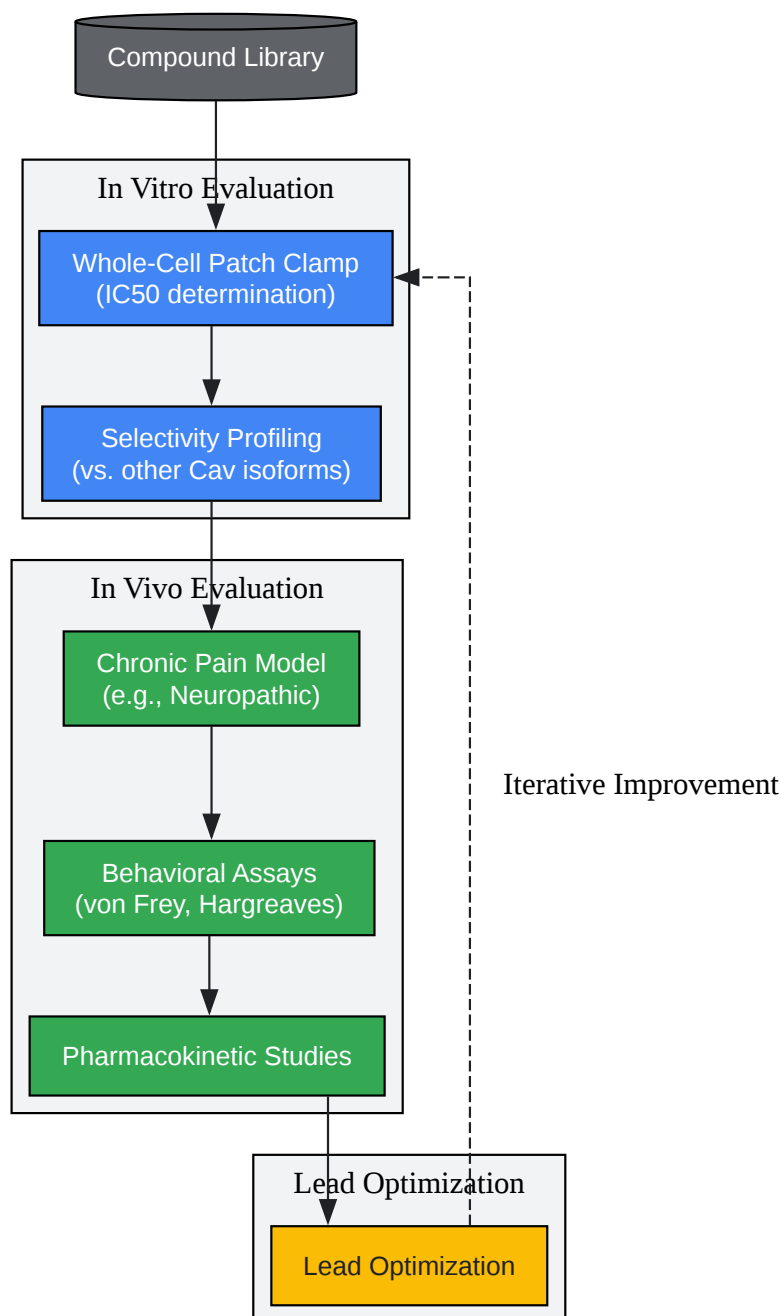 Compound Library
In Vitro Evaluation
Whole-Cell Patch Clamp
(IC50 determination)
Selectivity Profiling
(vs. other Cav isoforms)
In Vivo Evaluation
Chronic Pain Model
(e.g., Neuropathic)
Iterative Improvement
Behavioral Assays
(von Frey, Hargreaves)
Pharmacokinetic Studies
Lead Optimization
Lead Optimization